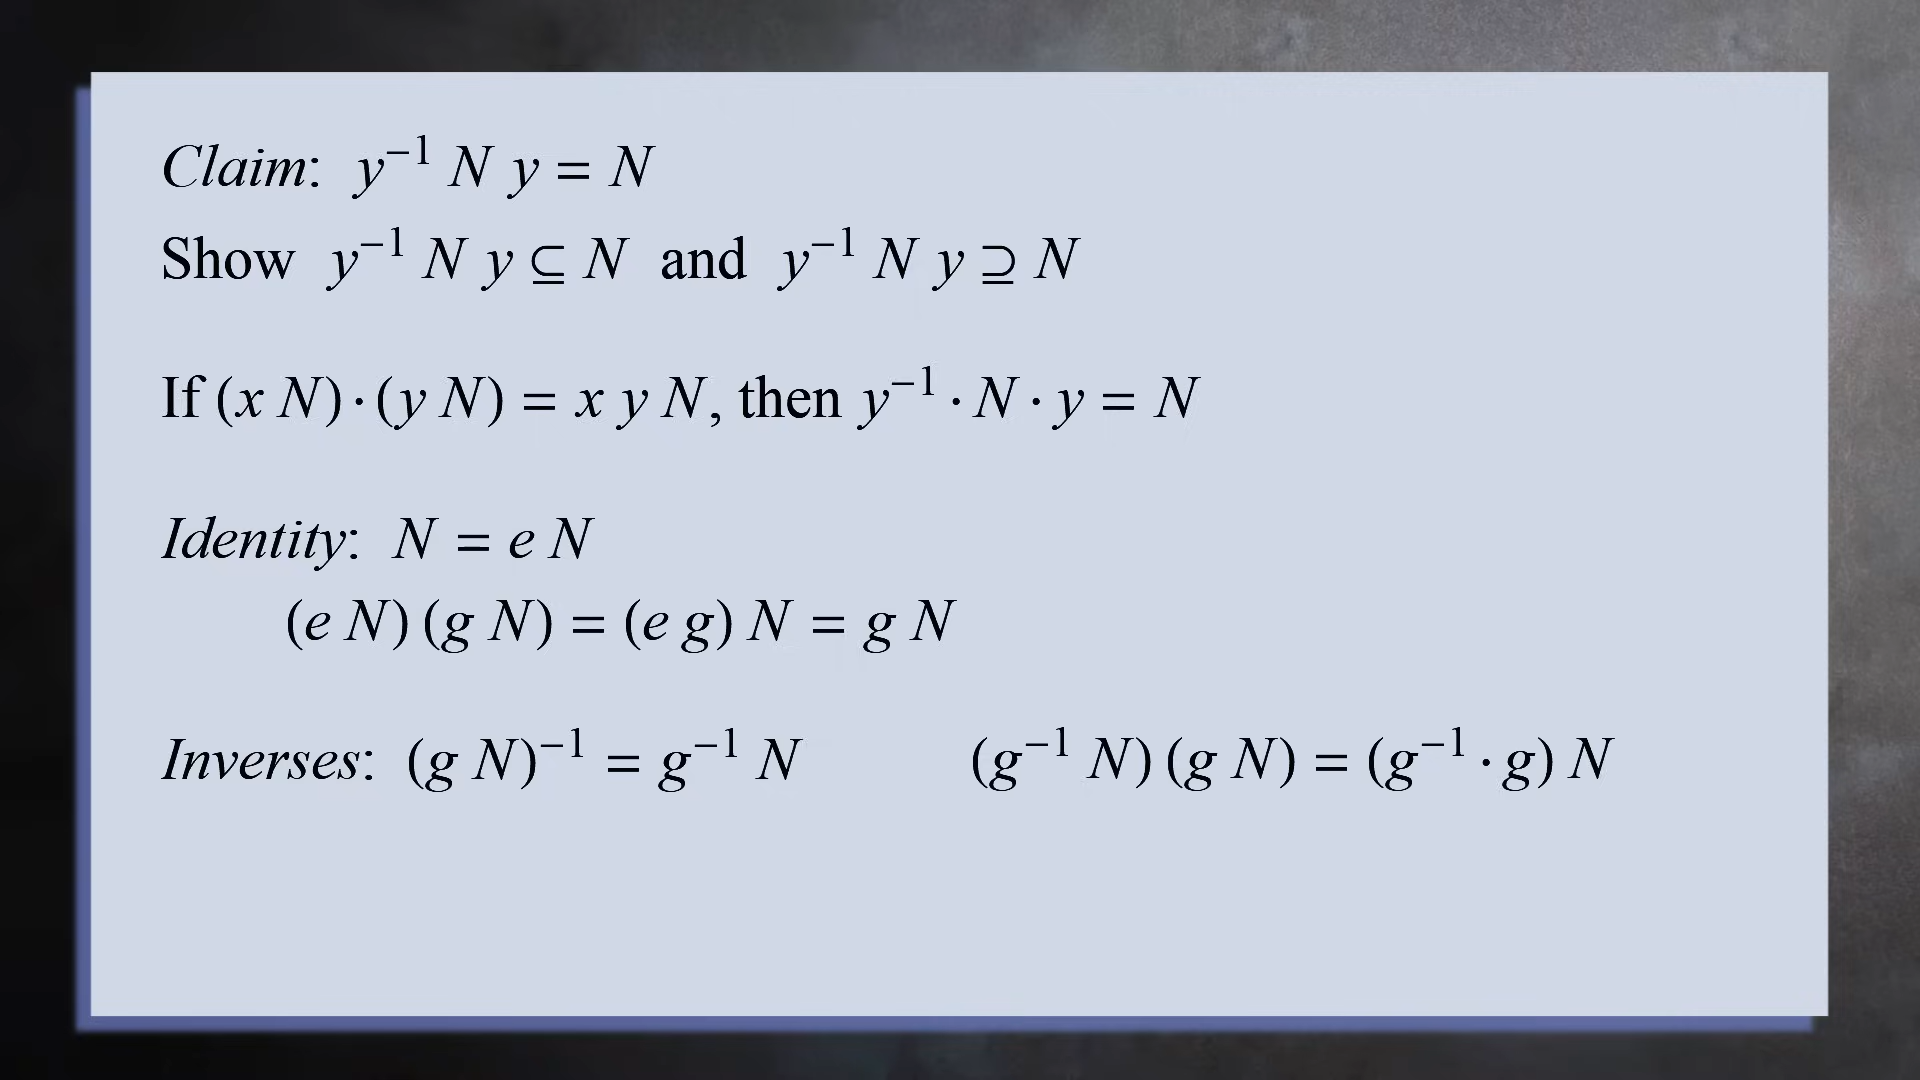 Claim: y⁻¹ N y = N
Show y⁻¹ N y ⊆ N and y⁻¹ N y ⊇ N
If (x N) · (y N) = x y N, then y⁻¹ · N · y = N
Identity: N = e N
(e N) (g N) = (e g) N = g N
Inverses: (g N)⁻¹ = g⁻¹ N (g⁻¹ N) (g N) = (g⁻¹ · g) N